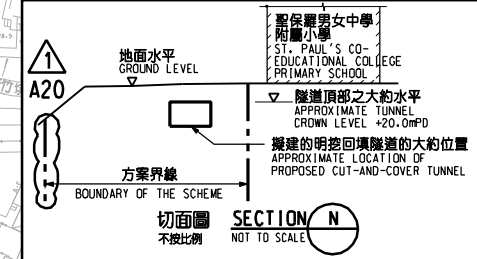 聖保羅男女中學
附屬小學
ST. PAUL'S CO-
EDUCATIONAL COLLEGE
PRIMARY SCHOOL
1
A20
地面水平
GROUND LEVEL
隧道頂部之大約水平
APPROXIMATE TUNNEL
CROWN LEVEL +20.0mPD
擬建的明挖回填隧道的大約位置
APPROXIMATE LOCATION OF
PROPOSED CUT-AND-COVER TUNNEL
方案界線
BOUNDARY OF THE SCHEME
切面圖 SECTION N
不按比例 NOT TO SCALE